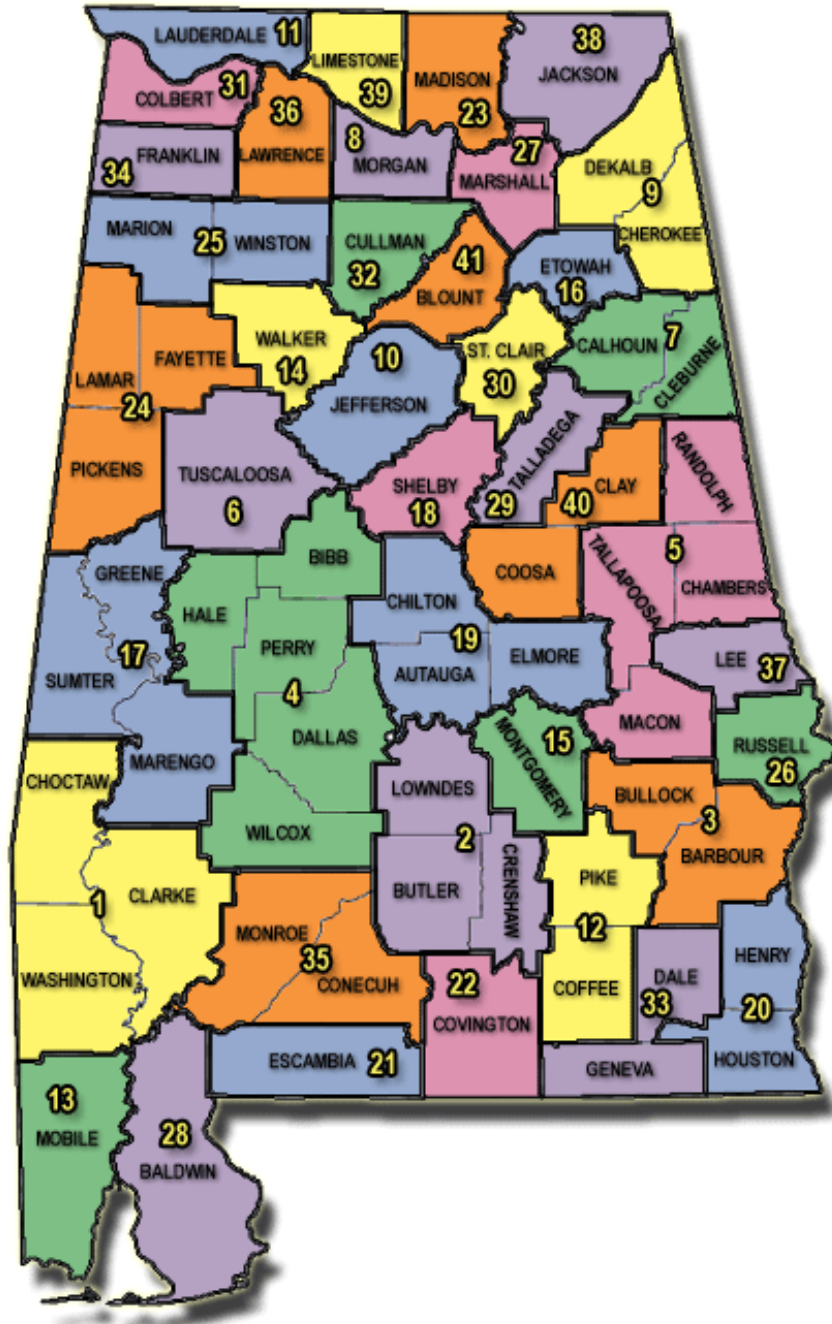 LAUDERDALE 11
LIMESTONE
39
MADISON
23
38
JACKSON
COLBERT 31
36
LAWRENCE
8
MORGAN
27
MARSHALL
FRANKLIN
34
DEKALB
9
CHEROKEE
MARION
25
WINSTON
CULLMAN
32
41
BLOUNT
ETOWAH
16
WALKER
14
10
JEFFERSON
ST. CLAIR
30
CALHOUN
7
CLEBURNE
LAMAR
FAYETTE
24
PICKENS
TUSCALOOSA
6
SHELBY
18
TALLADEGA
29
40
CLAY
RANDOLPH
GREENE
BIBB
COOSA
TALLAPOOSA
5
CHAMBERS
HALE
PERRY
CHILTON
19
AUTAUGA
ELMORE
LEE
37
17
SUMTER
4
DALLAS
MACON
MARENGO
MONTGOMERY
15
RUSSELL
26
CHOCTAW
LOWNDES
BULLOCK
3
BARBOUR
WILCOX
2
BUTLER
CRENSHAW
PIKE
12
COFFEE
CLARKE
1
WASHINGTON
MONROE
35
CONECUH
22
COVINGTON
DALE
33
HENRY
20
HOUSTON
ESCAMBIA 21
GENEVA
13
MOBILE
28
BALDWIN